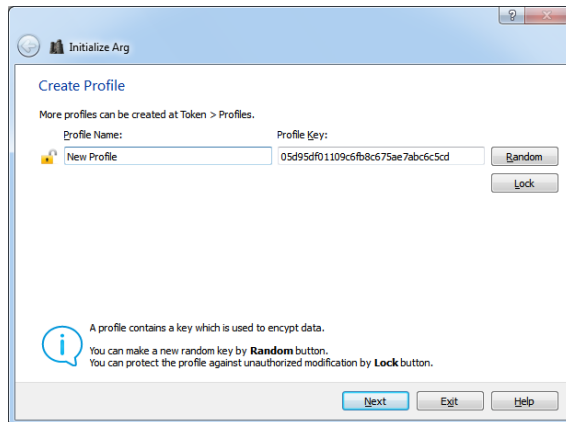 Initialize Arg
Create Profile
More profiles can be created at Token > Profiles.
Profile Name: Profile Key:
New Profile 05d95df01109c6fb8c675ae7abc6c5cd Random
Lock
A profile contains a key which is used to encrypt data.
You can make a new random key by Random button.
You can protect the profile against unauthorized modification by Lock button.
Next Exit Help